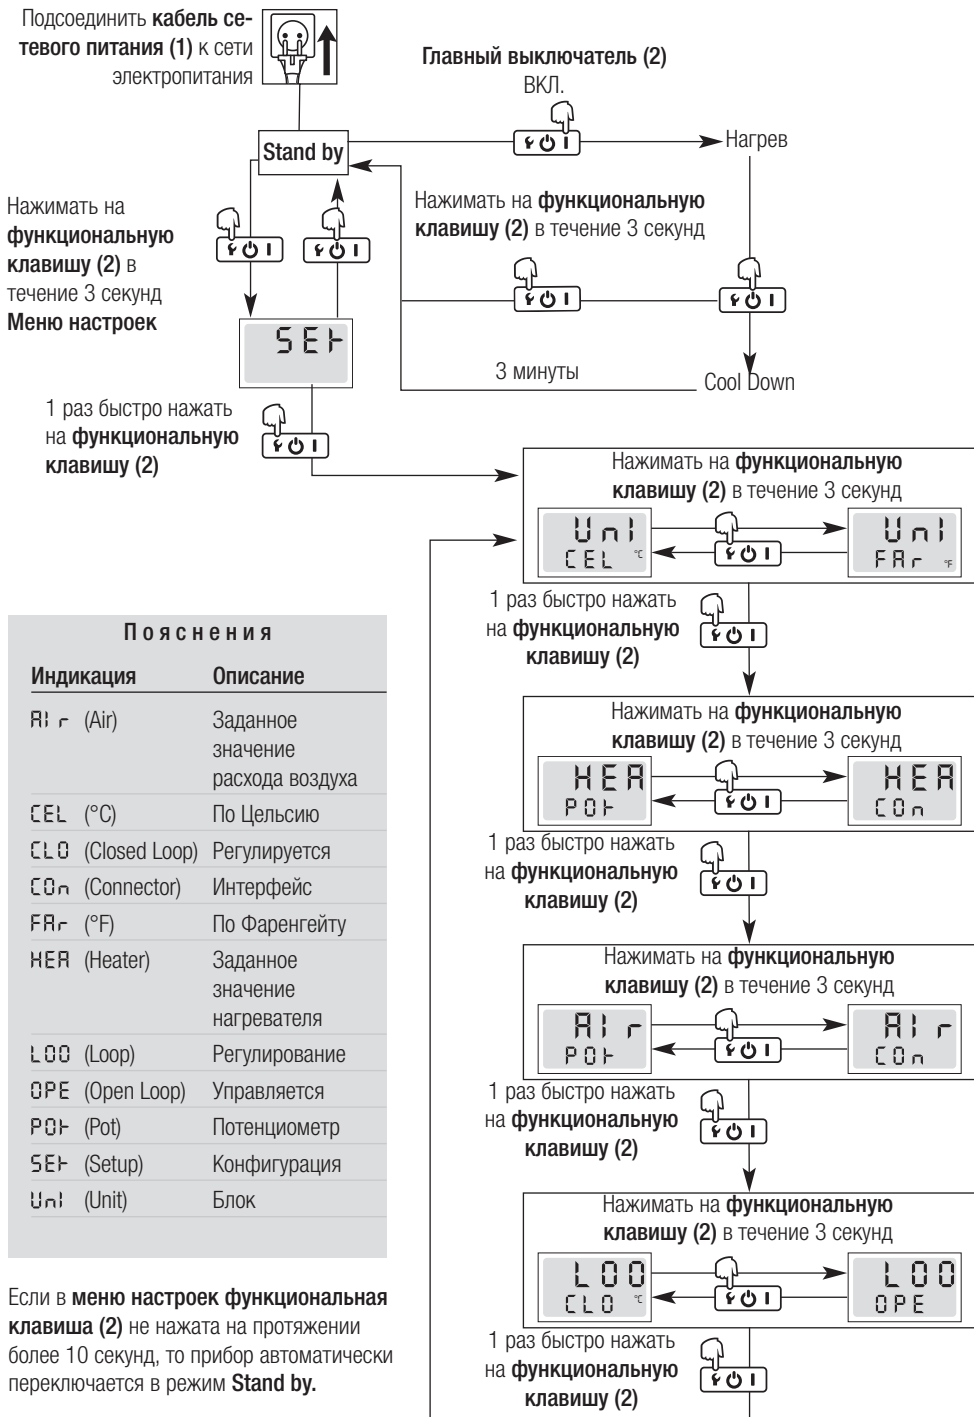 Подсоединить кабель се-
тевого питания (1) к сети
электропитания
Главный выключатель (2)
ВКЛ.
Stand by
Нагрев
Нажимать на
функциональную
клавишу (2) в
течение 3 секунд
Меню настроек
Нажимать на функциональную
клавишу (2) в течение 3 секунд
SEt
3 минуты
Cool Down
1 раз быстро нажать
на функциональную
клавишу (2)
Нажимать на функциональную
клавишу (2) в течение 3 секунд
UnI
CEL °C
UnI
FAr °F
1 раз быстро нажать
на функциональную
клавишу (2)
Нажимать на функциональную
клавишу (2) в течение 3 секунд
HEA
POt
HEA
COn
1 раз быстро нажать
на функциональную
клавишу (2)
Нажимать на функциональную
клавишу (2) в течение 3 секунд
AIr
POt
AIr
COn
1 раз быстро нажать
на функциональную
клавишу (2)
Нажимать на функциональную
клавишу (2) в течение 3 секунд
LOO
CLO °C
LOO
OPE
1 раз быстро нажать
на функциональную
клавишу (2)
Пояснения
Индикация Описание
AIr (Air) Заданное
значение
расхода воздуха
CEL (°C) По Цельсию
CLO (Closed Loop) Регулируется
COn (Connector) Интерфейс
FAr (°F) По Фаренгейту
HEA (Heater) Заданное
значение
нагревателя
LOO (Loop) Регулирование
OPE (Open Loop) Управляется
POt (Pot) Потенциометр
SEt (Setup) Конфигурация
UnI (Unit) Блок
Если в меню настроек функциональная
клавиша (2) не нажата на протяжении
более 10 секунд, то прибор автоматически
переключается в режим Stand by.